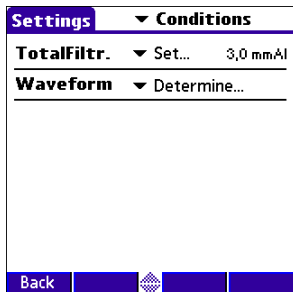 Settings ▼ Conditions
TotalFiltr. ▼ Set... 3,0 mmAl
Waveform ▼ Determine...
Back